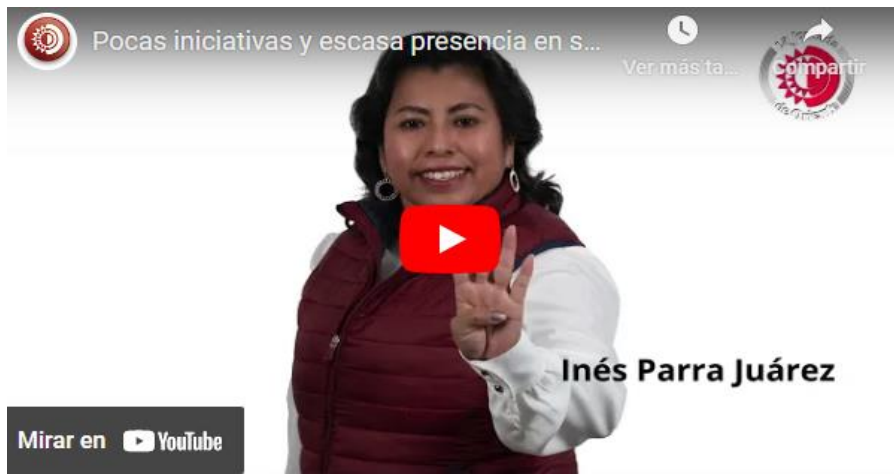 Pocas iniciativas y escasa presencia en s...
Ver más ta...
Compartir
Inés Parra Juárez
Mirar en YouTube